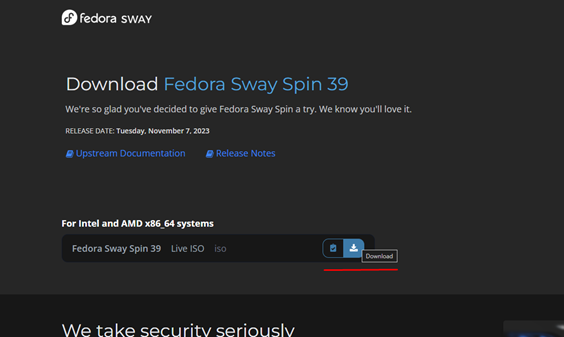 fedora SWAY
Download Fedora Sway Spin 39
We're so glad you've decided to give Fedora Sway Spin a try. We know you'll love it.
RELEASE DATE: Tuesday, November 7, 2023
Upstream Documentation Release Notes
For Intel and AMD x86_64 systems
Fedora Sway Spin 39 Live ISO iso
Download
We take security seriously